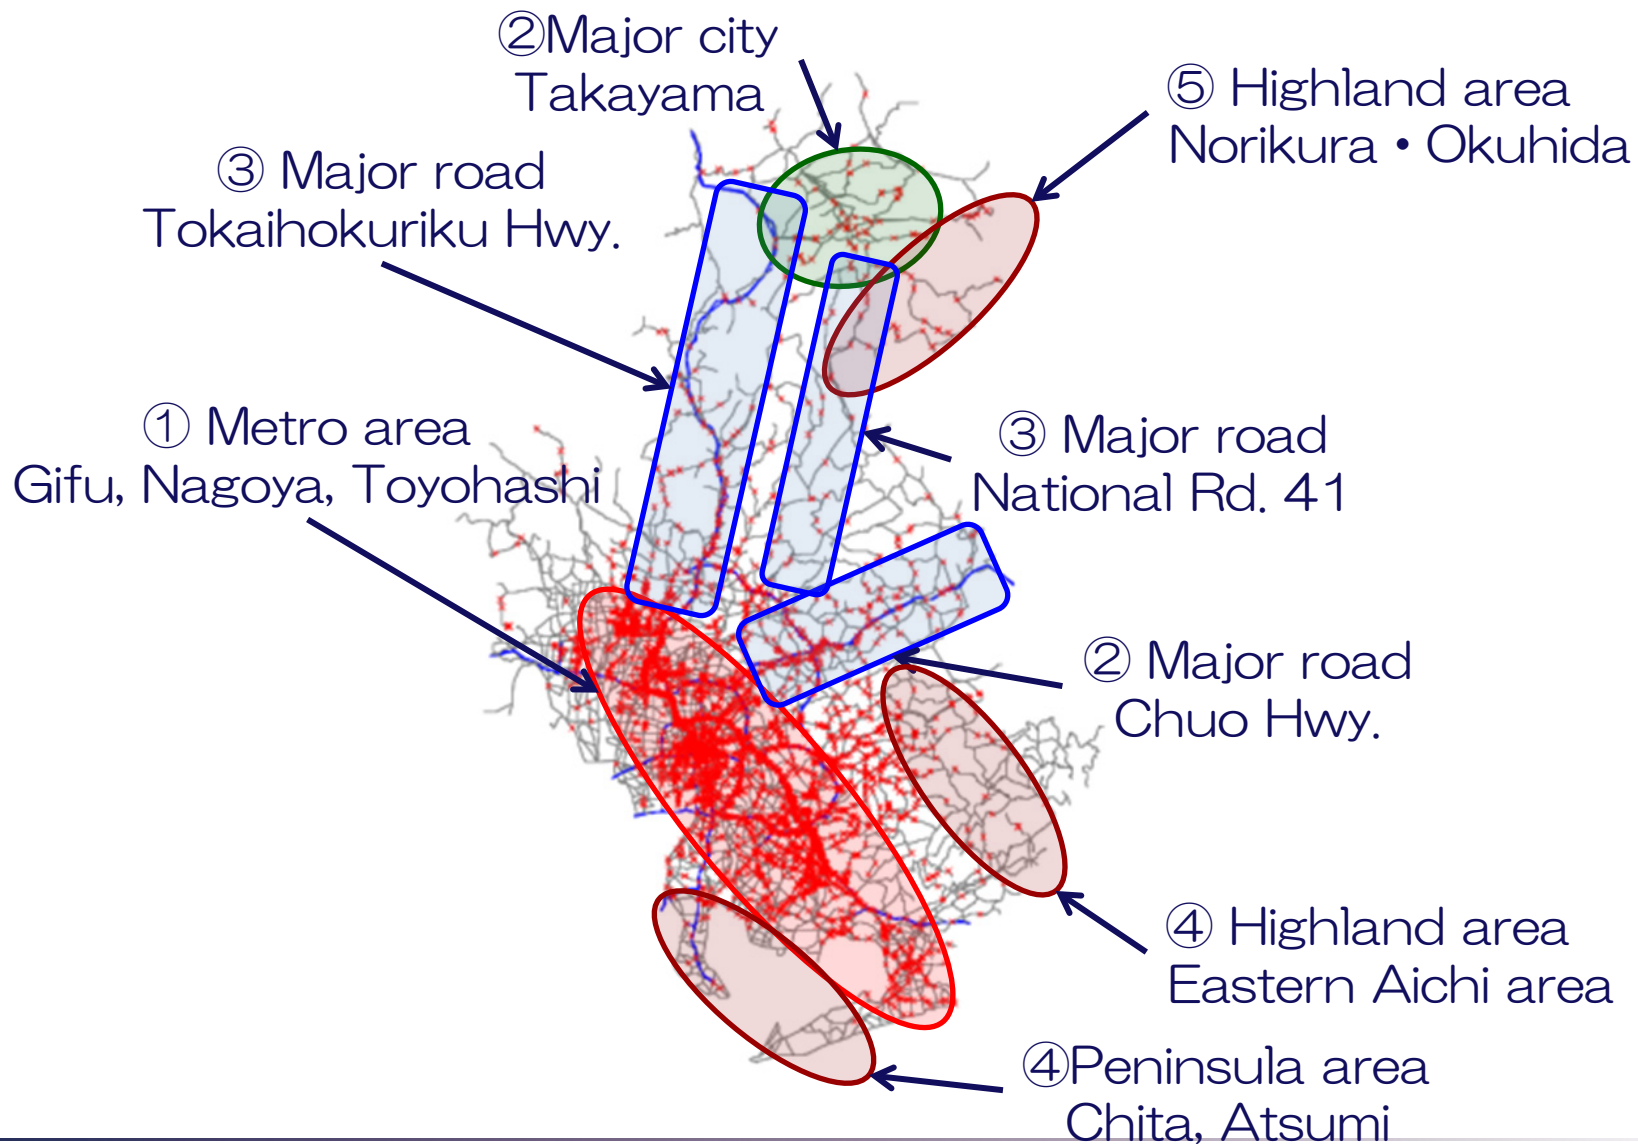 ②Major city
Takayama
⑤ Highland area
Norikura・Okuhida
③ Major road
Tokaihokuriku Hwy.
① Metro area
Gifu, Nagoya, Toyohashi
③ Major road
National Rd. 41
② Major road
Chuo Hwy.
④ Highland area
Eastern Aichi area
④Peninsula area
Chita, Atsumi